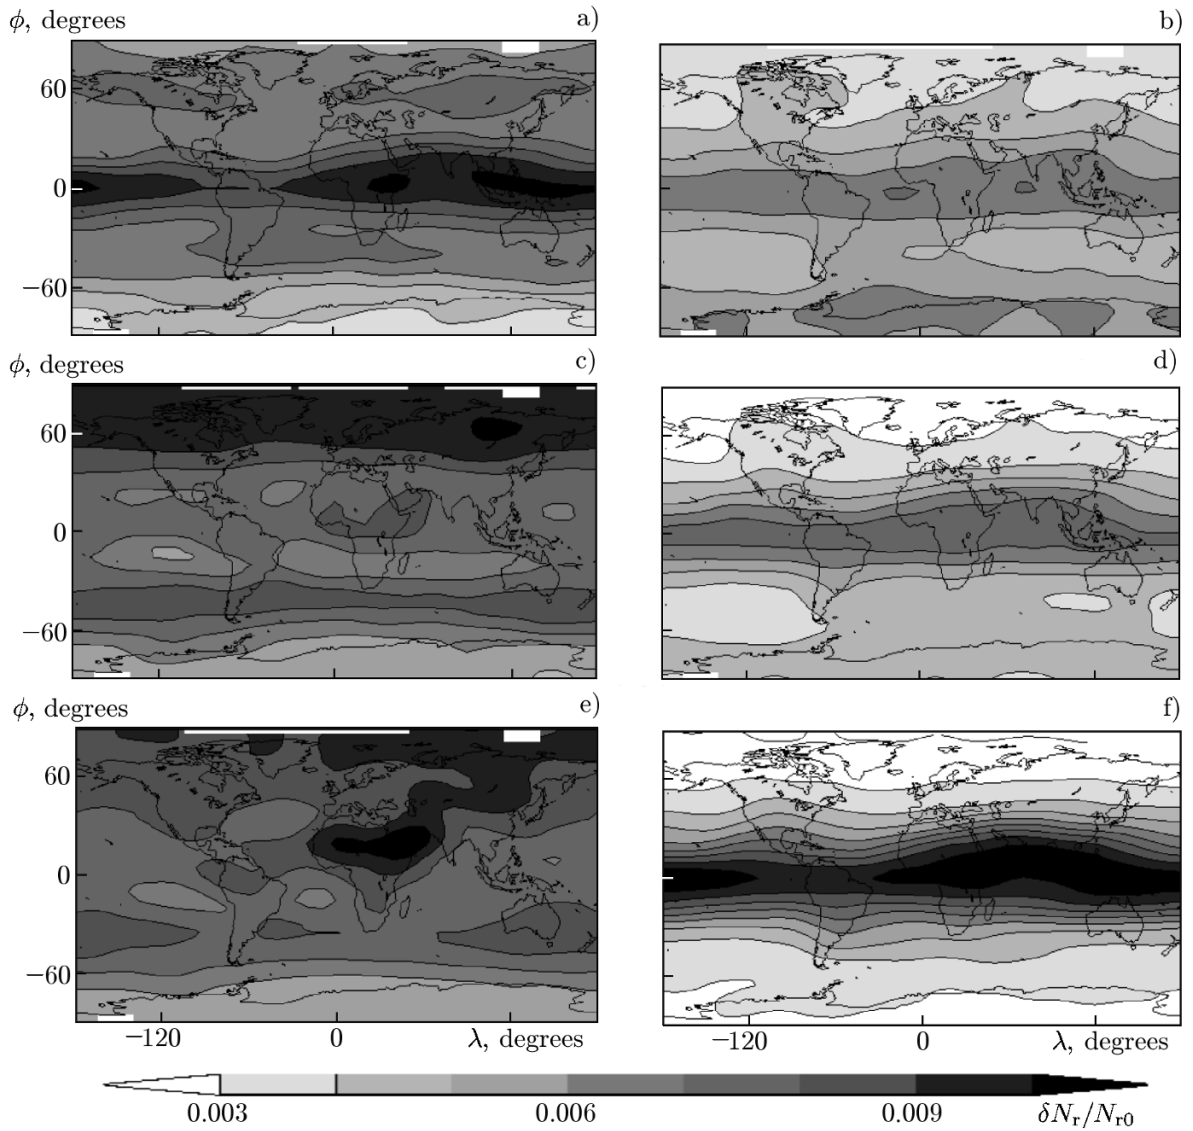 ϕ, degrees a) b)
60
0
−60
ϕ, degrees c) d)
60
0
−60
ϕ, degrees e) f)
60
0
−60
−120 0 λ, degrees −120 0 λ, degrees
0.003 0.006 0.009 δNr/Nr0